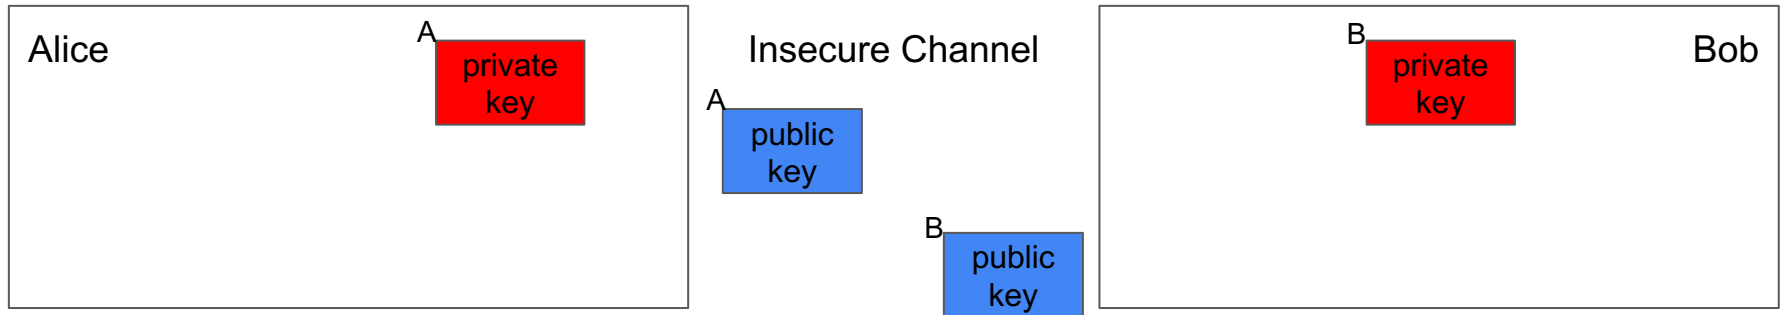 Alice
A
private
key
Insecure Channel
A
public
key
B
public
key
B
private
key
Bob